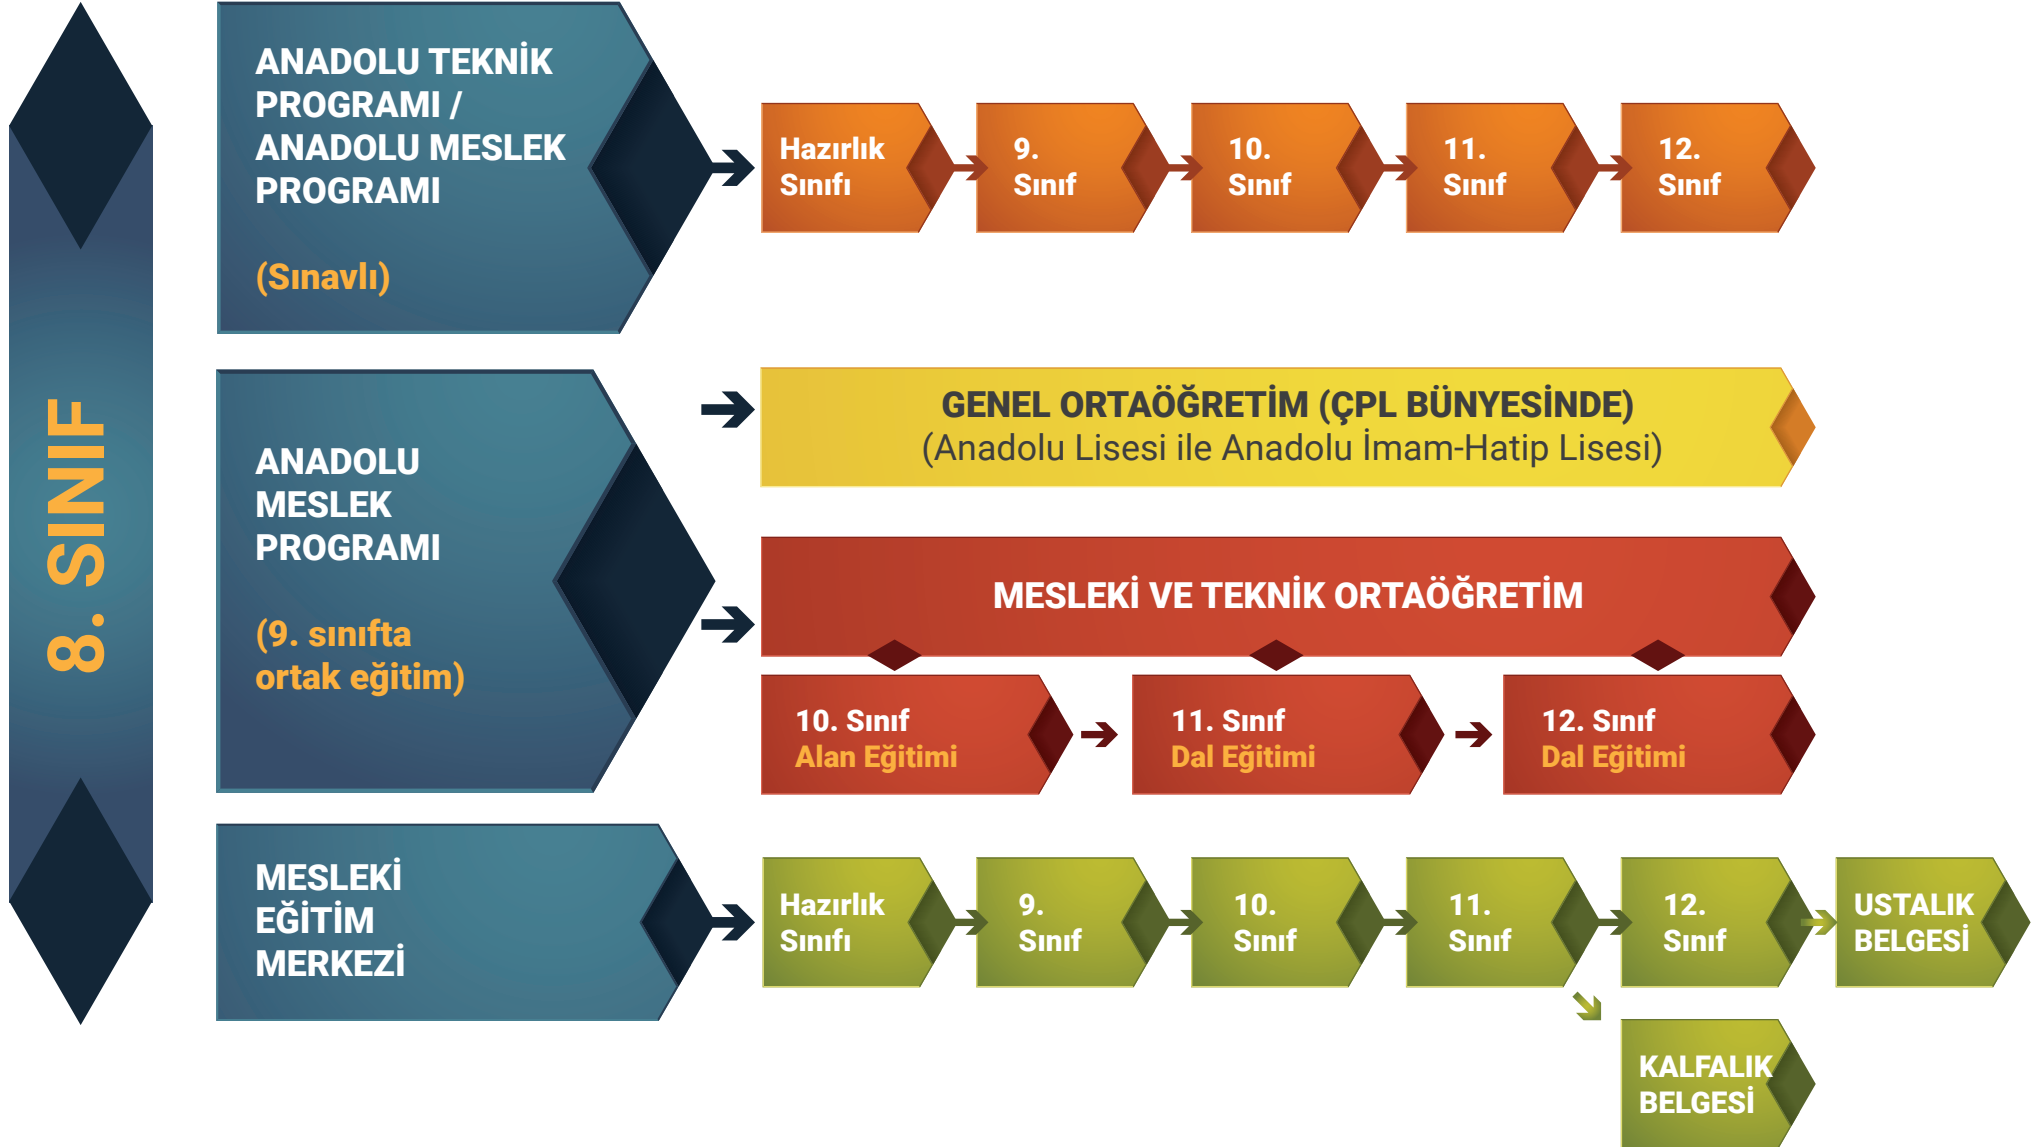 8. SINIF
ANADOLU TEKNİK
PROGRAMI /
ANADOLU MESLEK
PROGRAMI
(Sınavlı)
Hazırlık
Sınıfı
9.
Sınıf
10.
Sınıf
11.
Sınıf
12.
Sınıf
ANADOLU
MESLEK
PROGRAMI
(9. sınıfta
ortak eğitim)
GENEL ORTAÖĞRETİM (ÇPL BÜNYESİNDE)
(Anadolu Lisesi ile Anadolu İmam-Hatip Lisesi)
MESLEKİ VE TEKNİK ORTAÖĞRETİM
10. Sınıf
Alan Eğitimi
11. Sınıf
Dal Eğitimi
12. Sınıf
Dal Eğitimi
MESLEKİ
EĞİTİM
MERKEZİ
Hazırlık
Sınıfı
9.
Sınıf
10.
Sınıf
11.
Sınıf
12.
Sınıf
USTALIK
BELGESİ
KALFALIK
BELGESİ